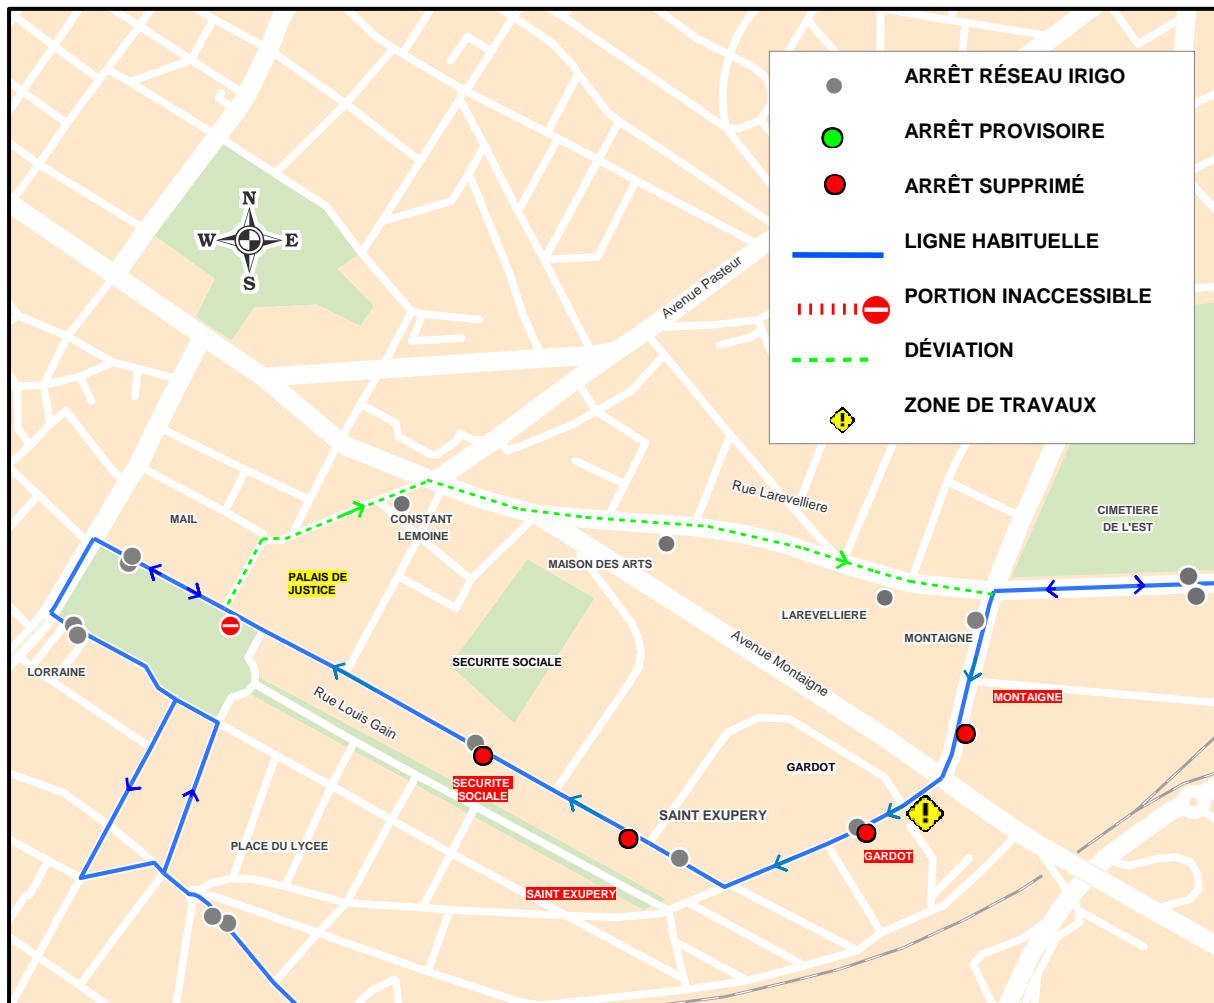 ARRÊT RÉSEAU IRIGO
ARRÊT PROVISOIRE
ARRÊT SUPPRIMÉ
LIGNE HABITUELLE
PORTION INACCESSIBLE
DÉVIATION
ZONE DE TRAVAUX
N
W
E
S
Avenue Pasteur
Rue Larevelliere
CIMETIERE
DE L'EST
MAIL
CONSTANT
LEMOINE
MAISON DES ARTS
PALAIS DE
JUSTICE
LAREVELLIERE
MONTAIGNE
LORRAINE
SECURITE SOCIALE
Avenue Montaigne
Rue Louis Gain
MONTAIGNE
SECURITE
SOCIALE
GARDOT
SAINT EXUPERY
GARDOT
PLACE DU LYCEE
SAINT EXUPERY